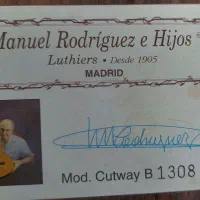 Manuel Rodríguez e Hijos
Luthiers • Desde 1905
MADRID
Mod. Cutway B 1308